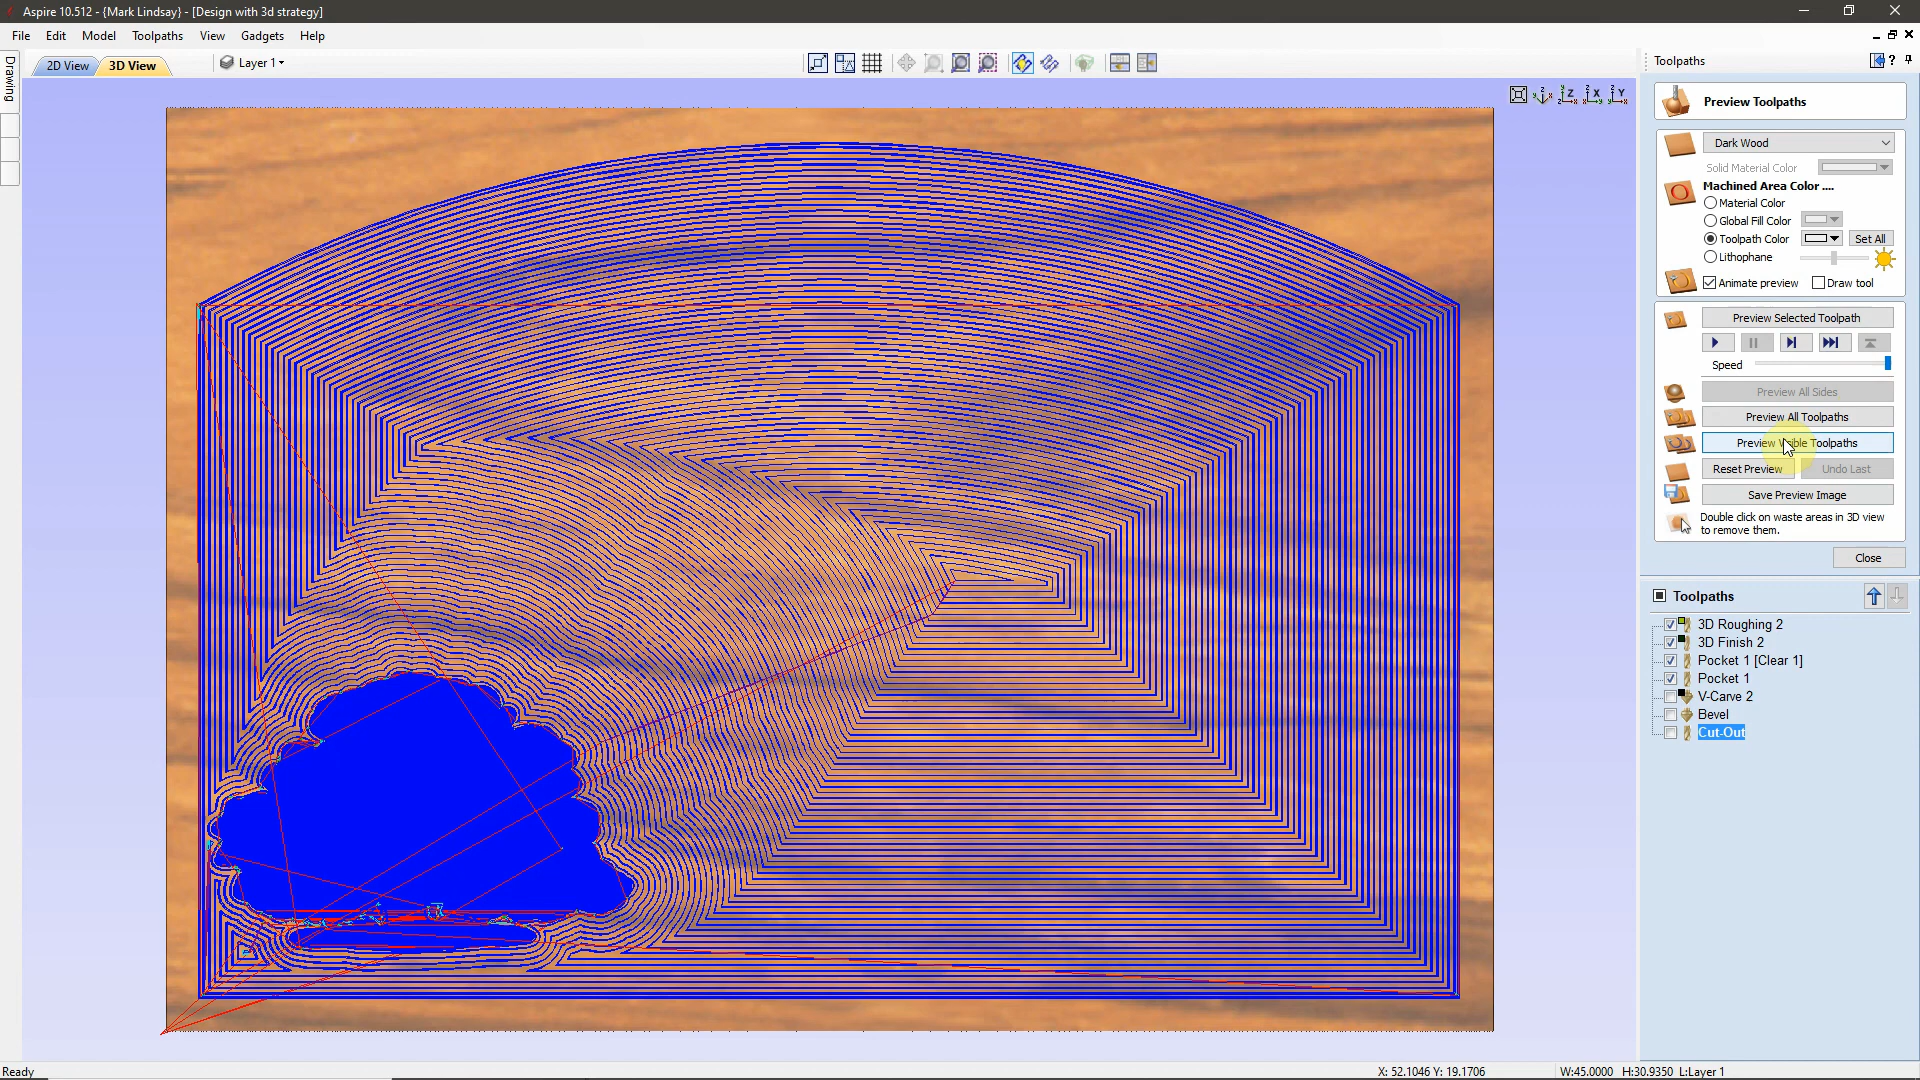 Aspire 10.512 - {Mark Lindsay} - [Design with 3d strategy]
File Edit Model Toolpaths View Gadgets Help
Drawing
2D View 3D View Layer 1
Toolpaths
Preview Toolpaths
Dark Wood
Solid Material Color
Machined Area Color ....
Material Color
Global Fill Color
Toolpath Color Set All
Lithophane
Animate preview Draw tool
Preview Selected Toolpath
Speed
Preview All Sides
Preview All Toolpaths
Preview Visible Toolpaths
Reset Preview Undo Last
Save Preview Image
Double click on waste areas in 3D view
to remove them.
Close
Toolpaths
3D Roughing 2
3D Finish 2
Pocket 1 [Clear 1]
Pocket 1
V-Carve 2
Bevel
Cut-Out
Ready X: 52.1046 Y: 19.1706 W:45.0000 H:30.9350 L:Layer 1